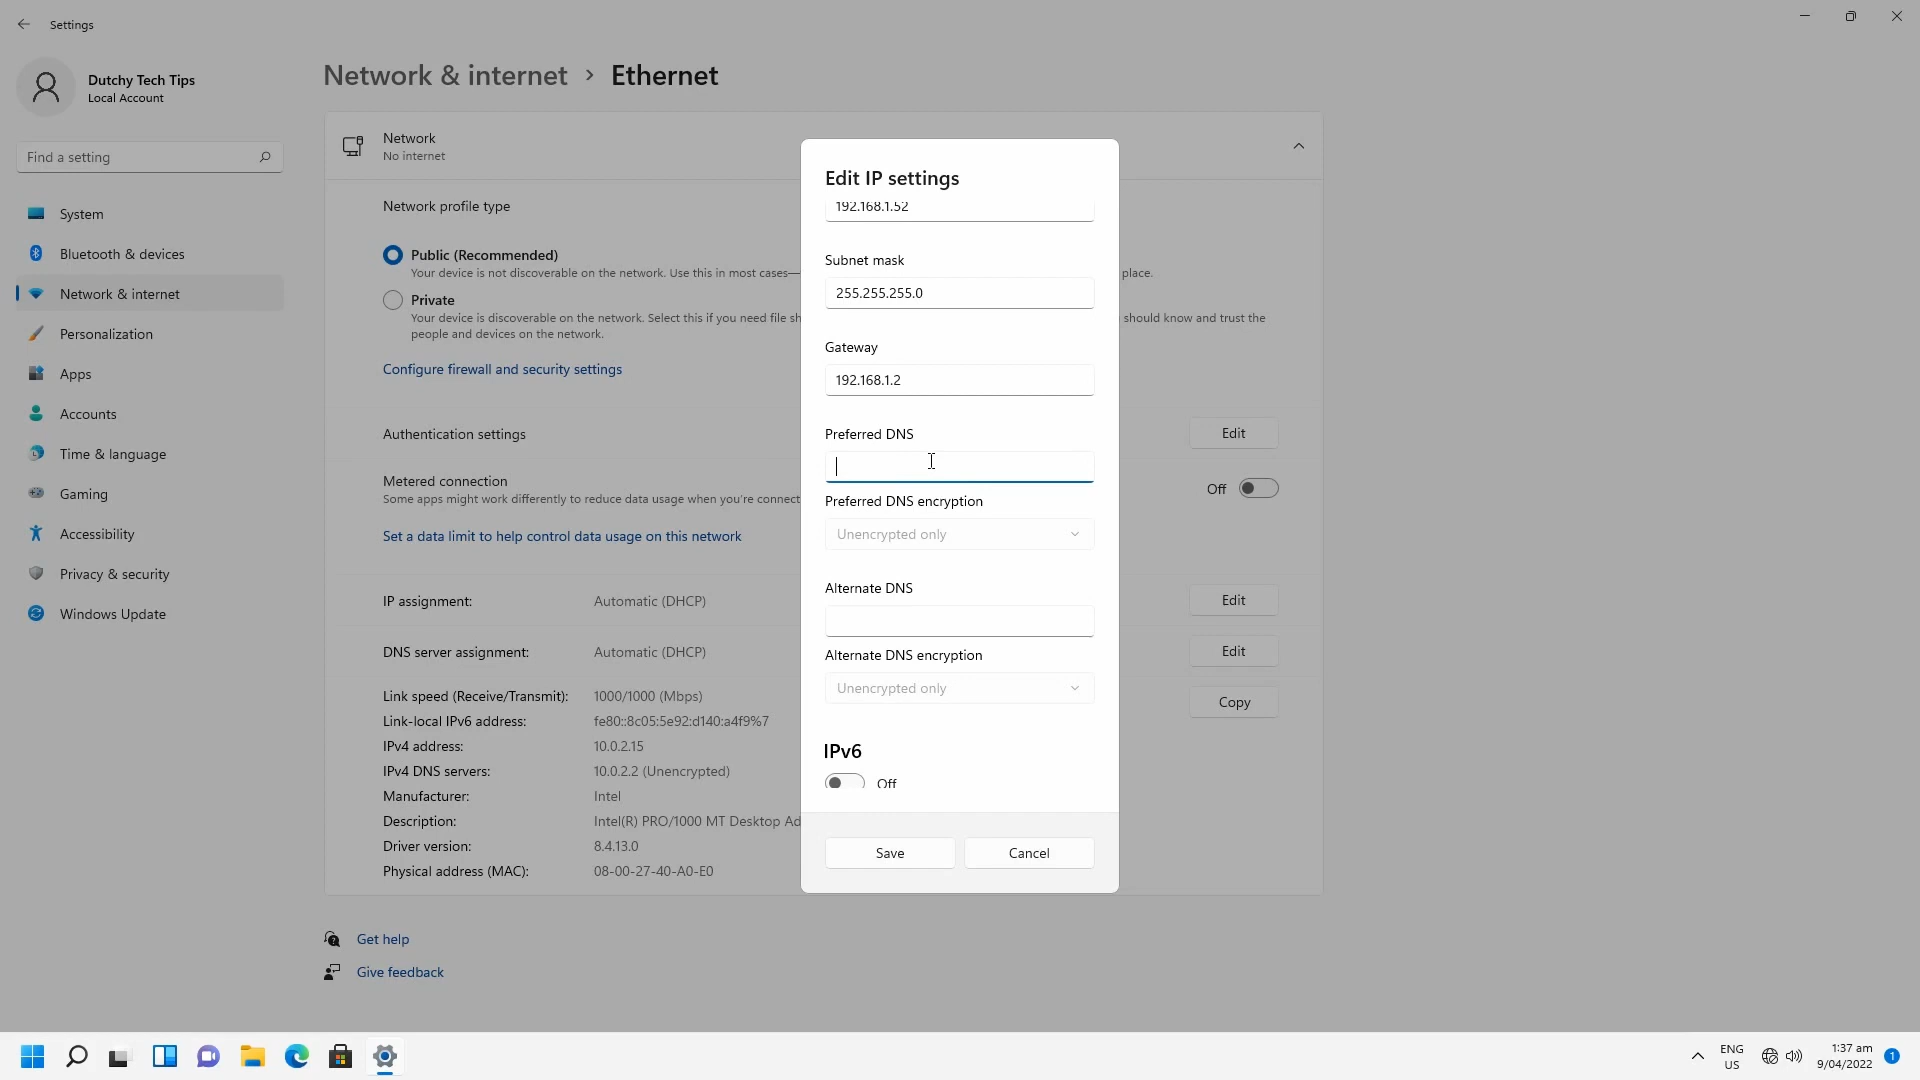 Settings
Dutchy Tech Tips
Local Account
Find a setting
System
Bluetooth & devices
Network & internet
Personalization
Apps
Accounts
Time & language
Gaming
Accessibility
Privacy & security
Windows Update
Network & internet > Ethernet
Network
No internet
Network profile type
Public (Recommended)
Your device is not discoverable on the network. Use this in most cases—
place.
Private
Your device is discoverable on the network. Select this if you need file sh
should know and trust the
people and devices on the network.
Configure firewall and security settings
Authentication settings
Edit
Metered connection
Some apps might work differently to reduce data usage when you're connect
Off
Set a data limit to help control data usage on this network
IP assignment: Automatic (DHCP)
Edit
DNS server assignment: Automatic (DHCP)
Edit
Link speed (Receive/Transmit): 1000/1000 (Mbps)
Copy
Link-local IPv6 address: fe80::8c05:5e92:d140:a4f9%7
IPv4 address: 10.0.2.15
IPv4 DNS servers: 10.0.2.2 (Unencrypted)
Manufacturer: Intel
Description: Intel(R) PRO/1000 MT Desktop Ad
Driver version: 8.4.13.0
Physical address (MAC): 08-00-27-40-A0-E0
Get help
Give feedback
Edit IP settings
192.168.1.52
Subnet mask
255.255.255.0
Gateway
192.168.1.2
Preferred DNS
Preferred DNS encryption
Unencrypted only
Alternate DNS
Alternate DNS encryption
Unencrypted only
IPv6
Off
Save
Cancel
ENG
US
1:37 am
9/04/2022
1